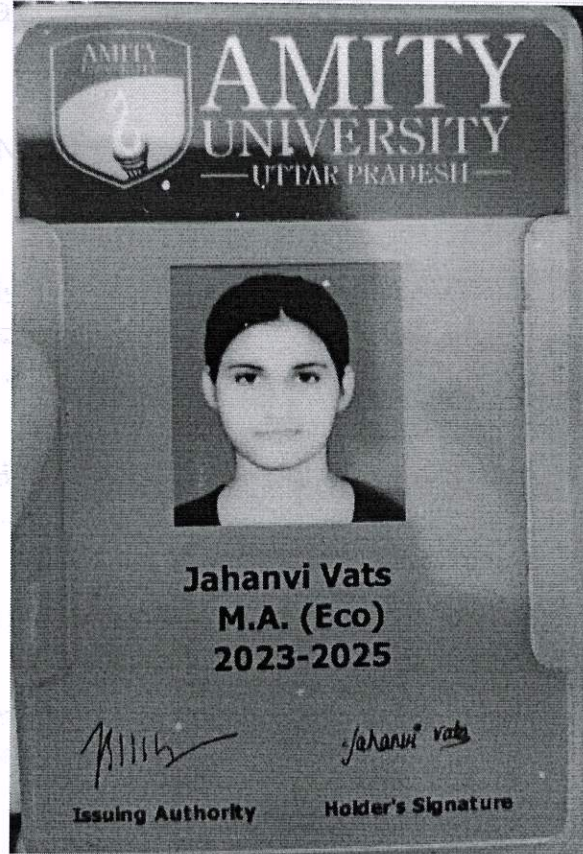 AMITY
AMITY
UNIVERSITY
UTTAR PRADESH
Jahanvi Vats
M.A. (Eco)
2023-2025
Jahanvi Vats
Issuing Authority
Holder's Signature